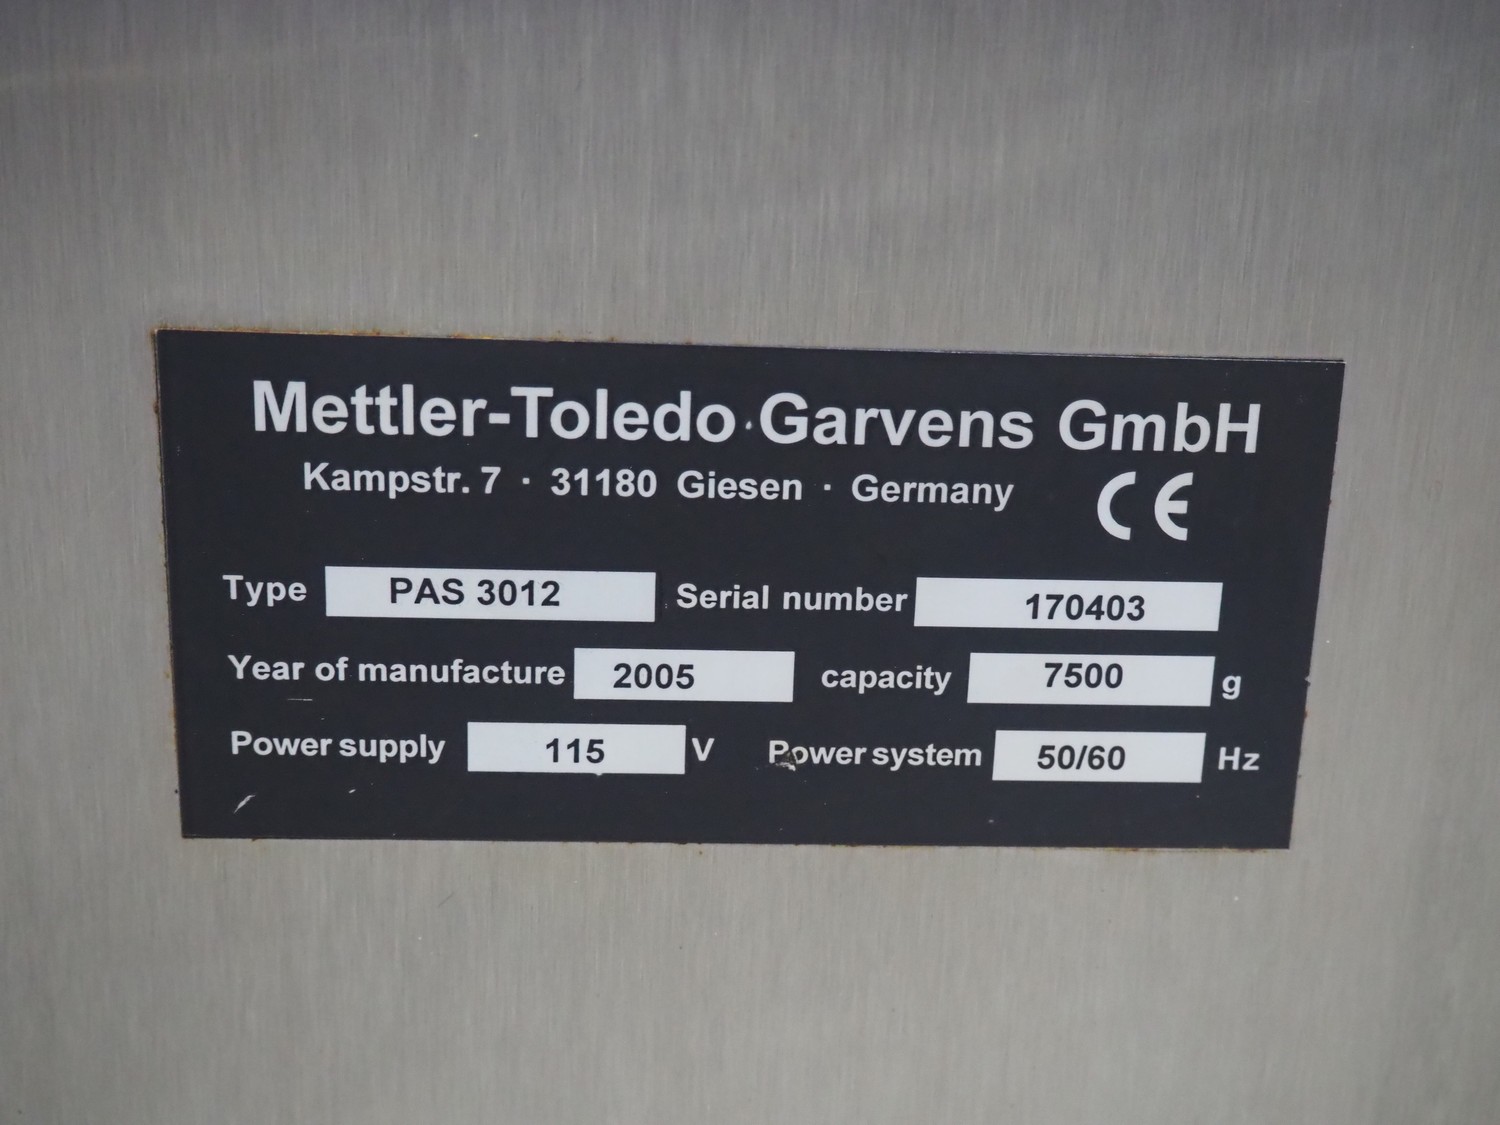 Mettler-Toledo Garvens GmbH
Kampstr. 7 · 31180 Giesen · Germany CE
Type PAS 3012 Serial number 170403
Year of manufacture 2005 capacity 7500 g
Power supply 115 V Power system 50/60 Hz